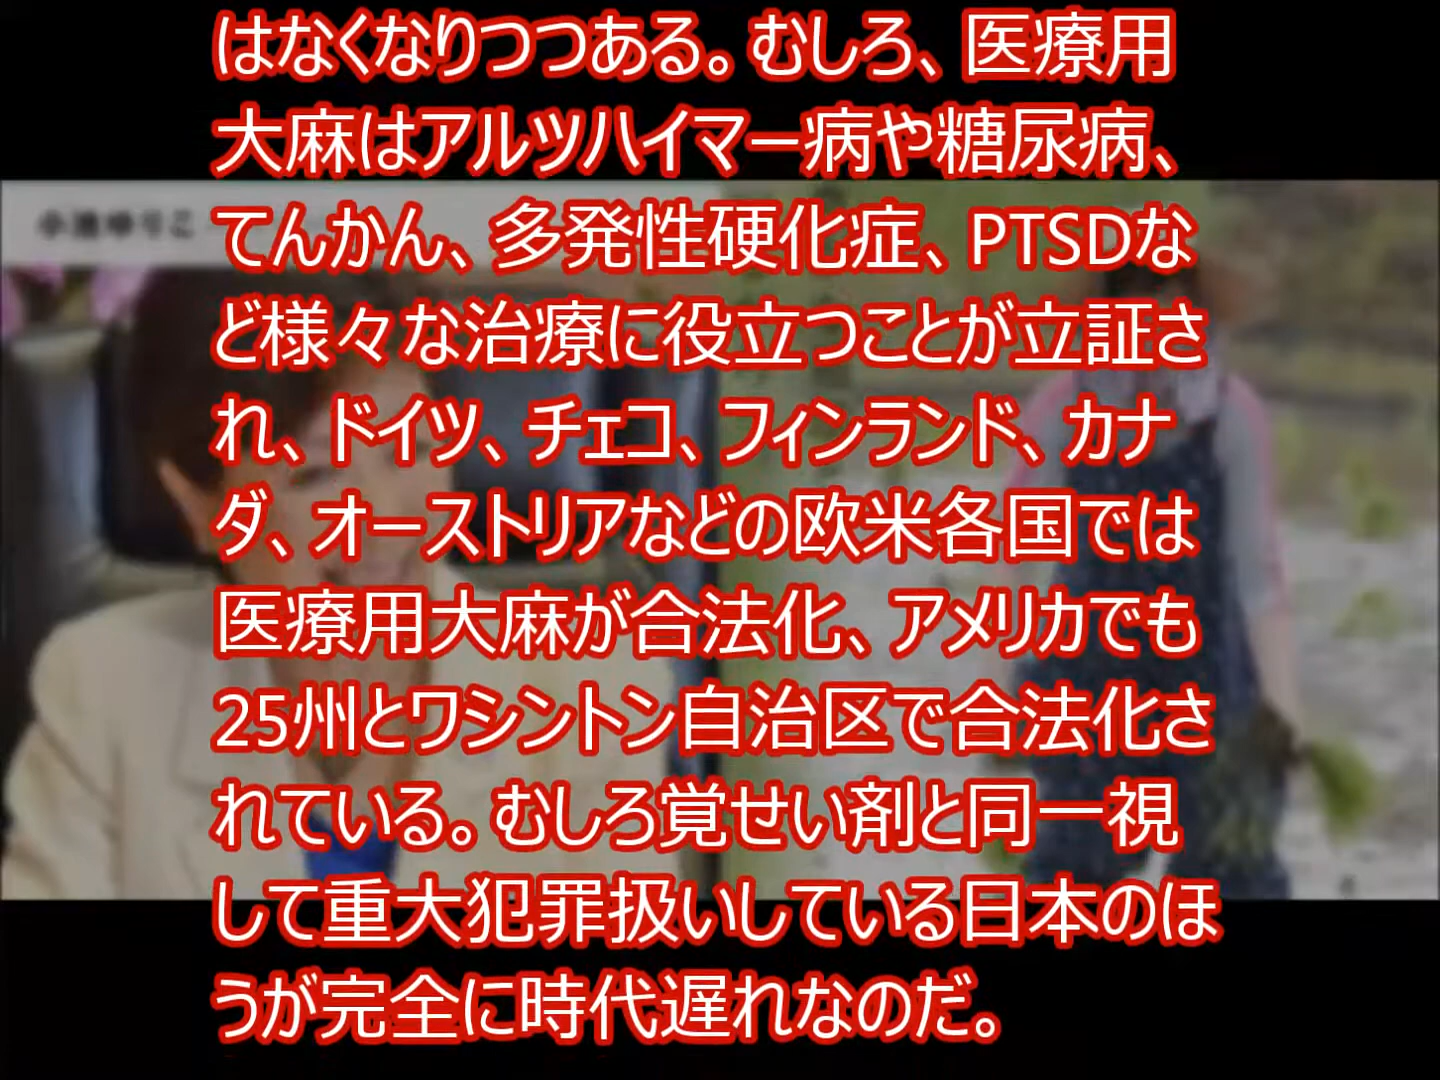 はなくなりつつある。むしろ、医療用
大麻はアルツハイマー病や糖尿病、
てんかん、多発性硬化症、PTSDな
ど様々な治療に役立つことが立証さ
れ、ドイツ、チェコ、フィンランド、カナ
ダ、オーストリアなどの欧米各国では
医療用大麻が合法化、アメリカでも
25州とワシントン自治区で合法化さ
れている。むしろ覚せい剤と同一視
して重大犯罪扱いしている日本のほ
うが完全に時代遅れなのだ。
小池ゆりこ